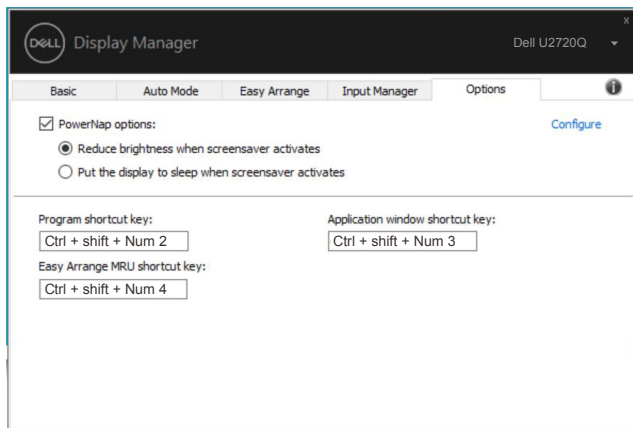 DELL Display Manager
Dell U2720Q
x
Basic Auto Mode Easy Arrange Input Manager Options i
PowerNap options:
Configure
Reduce brightness when screensaver activates
Put the display to sleep when screensaver activates
Program shortcut key:
Ctrl + shift + Num 2
Application window shortcut key:
Ctrl + shift + Num 3
Easy Arrange MRU shortcut key:
Ctrl + shift + Num 4